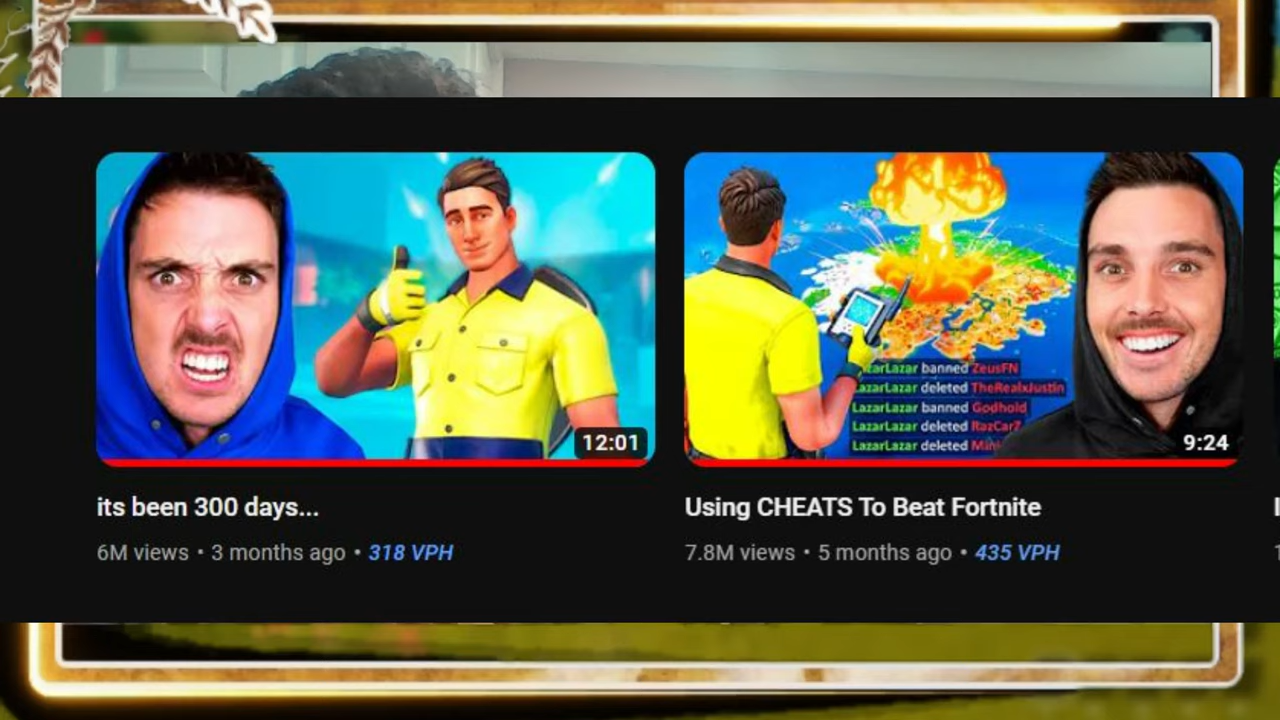 LazarLazar banned ZeusFN
LazarLazar deleted TheRealxJustin
LazarLazar banned Godhold
LazarLazar deleted RazCarZ
LazarLazar deleted
12:01
9:24
its been 300 days...
6M views • 3 months ago • 318 VPH
Using CHEATS To Beat Fortnite
7.8M views • 5 months ago • 435 VPH